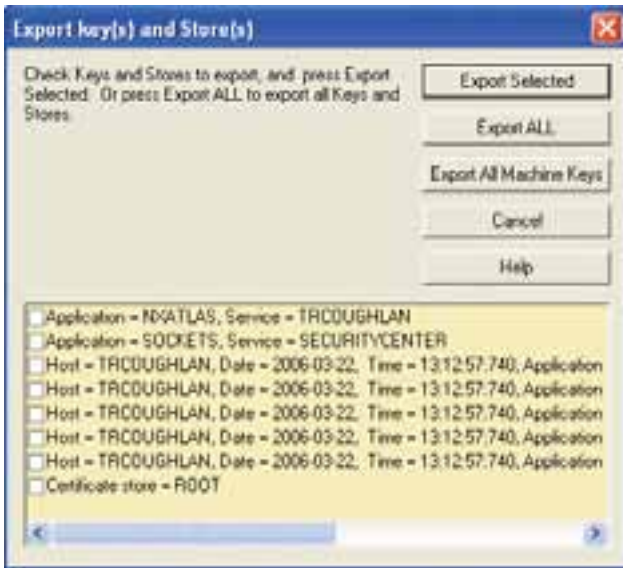 Export key(s) and Store(s)
Check Keys and Stores to export, and press Export
Selected. Or press Export ALL to export all Keys and
Stores.
Export Selected
Export ALL
Export All Machine Keys
Cancel
Help
Application = NXATLAS, Service = TRCOUGHLAN
Application = SOCKETS, Service = SECURITYCENTER
Host = TRCOUGHLAN, Date = 2006-03-22, Time = 13:12:57.740, Application
Host = TRCOUGHLAN, Date = 2006-03-22, Time = 13:12:57.740, Application
Host = TRCOUGHLAN, Date = 2006-03-22, Time = 13:12:57.740, Application
Host = TRCOUGHLAN, Date = 2006-03-22, Time = 13:12:57.740, Application
Host = TRCOUGHLAN, Date = 2006-03-22, Time = 13:12:57.740, Application
Certificate store = ROOT